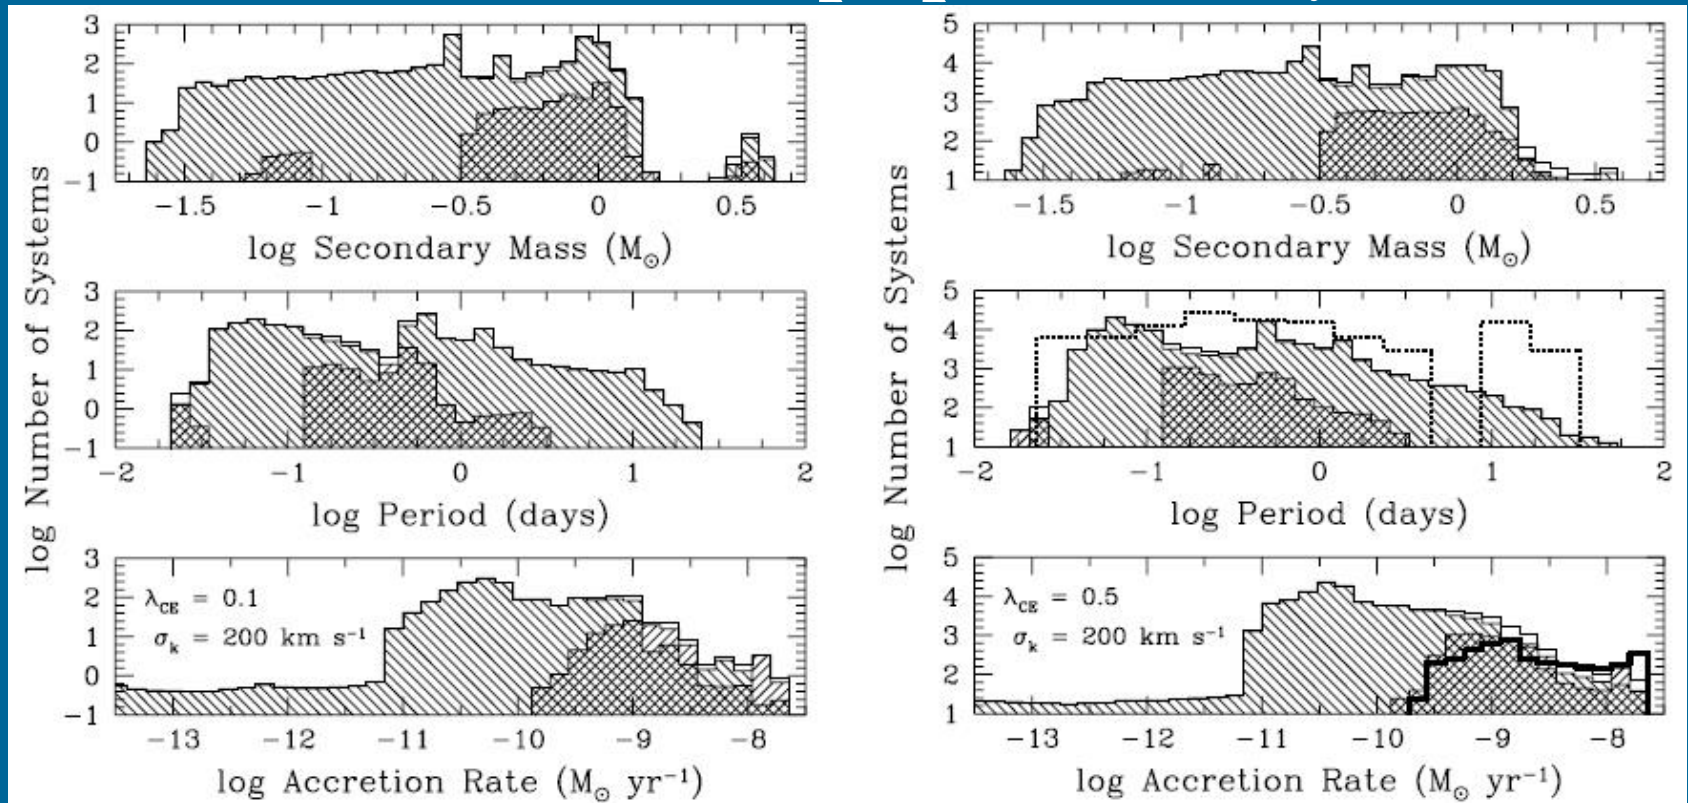 log Number of Systems
3
2
1
0
−1
−1.5 −1 −0.5 0 0.5
log Secondary Mass (M⊙)
3
2
1
0
−1
−2 −1 0 1 2
log Period (days)
3
2
1
0
−1
λCE = 0.1
σk = 200 km s⁻¹
−13 −12 −11 −10 −9 −8
log Accretion Rate (M⊙ yr⁻¹)
log Number of Systems
5
4
3
2
1
−1.5 −1 −0.5 0 0.5
log Secondary Mass (M⊙)
5
4
3
2
1
−2 −1 0 1 2
log Period (days)
5
4
3
2
1
λCE = 0.5
σk = 200 km s⁻¹
−13 −12 −11 −10 −9 −8
log Accretion Rate (M⊙ yr⁻¹)